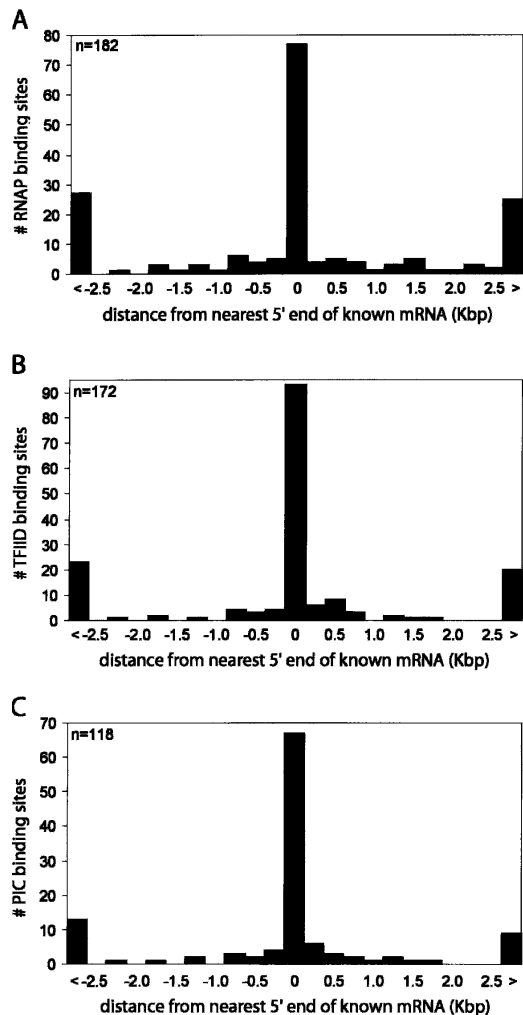 A
n=182
# RNAP binding sites
80
70
60
50
40
30
20
10
0
< -2.5 -2.0 -1.5 -1.0 -0.5 0 0.5 1.0 1.5 2.0 2.5 >
distance from nearest 5' end of known mRNA (Kbp)
B
n=172
# TFIID binding sites
90
80
70
60
50
40
30
20
10
0
< -2.5 -2.0 -1.5 -1.0 -0.5 0 0.5 1.0 1.5 2.0 2.5 >
distance from nearest 5' end of known mRNA (Kbp)
C
n=118
# PIC binding sites
70
60
50
40
30
20
10
0
< -2.5 -2.0 -1.5 -1.0 -0.5 0 0.5 1.0 1.5 2.0 2.5 >
distance from nearest 5' end of known mRNA (Kbp)